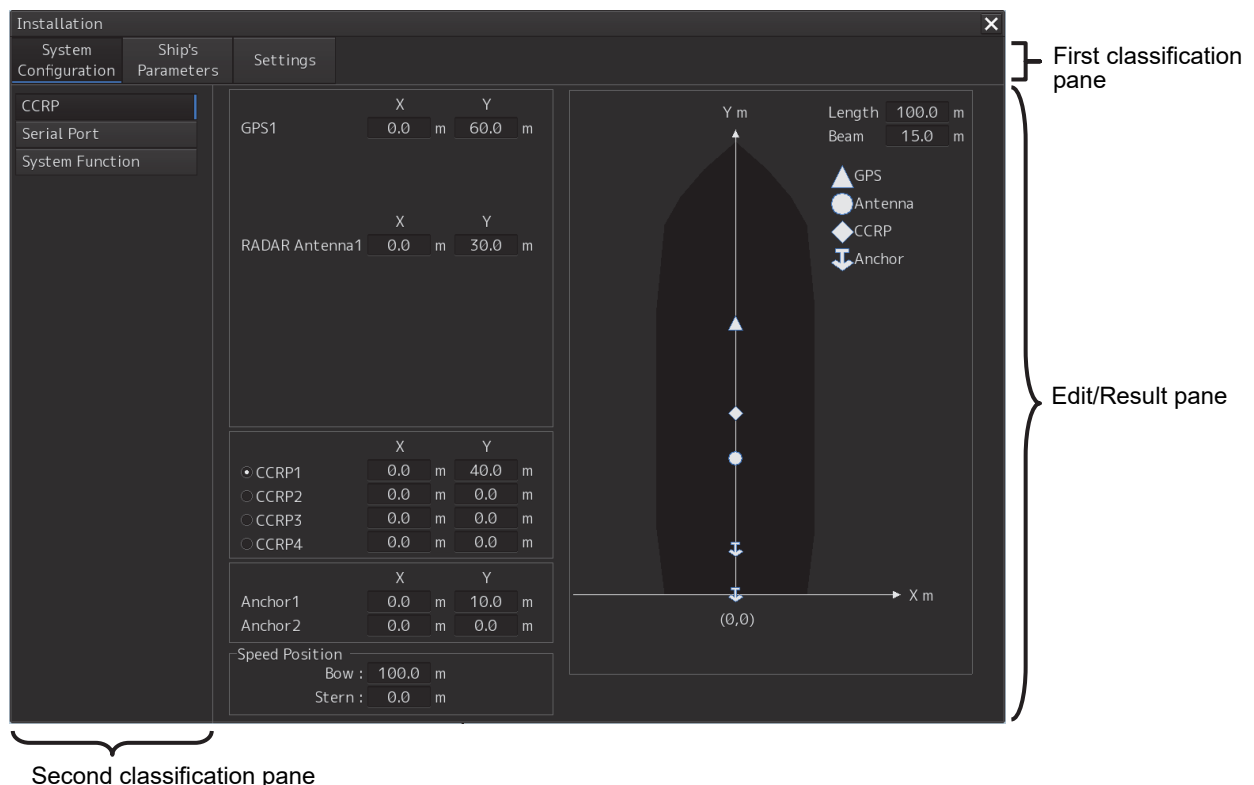 Installation
System Configuration
Ship's Parameters
Settings
First classification pane
CCRP
Serial Port
System Function
X Y
GPS1 0.0 m 60.0 m
X Y
RADAR Antenna1 0.0 m 30.0 m
X Y
CCRP1 0.0 m 40.0 m
CCRP2 0.0 m 0.0 m
CCRP3 0.0 m 0.0 m
CCRP4 0.0 m 0.0 m
X Y
Anchor1 0.0 m 10.0 m
Anchor2 0.0 m 0.0 m
Speed Position
Bow : 100.0 m
Stern : 0.0 m
Y m
Length 100.0 m
Beam 15.0 m
GPS
Antenna
CCRP
Anchor
X m
(0,0)
Edit/Result pane
Second classification pane